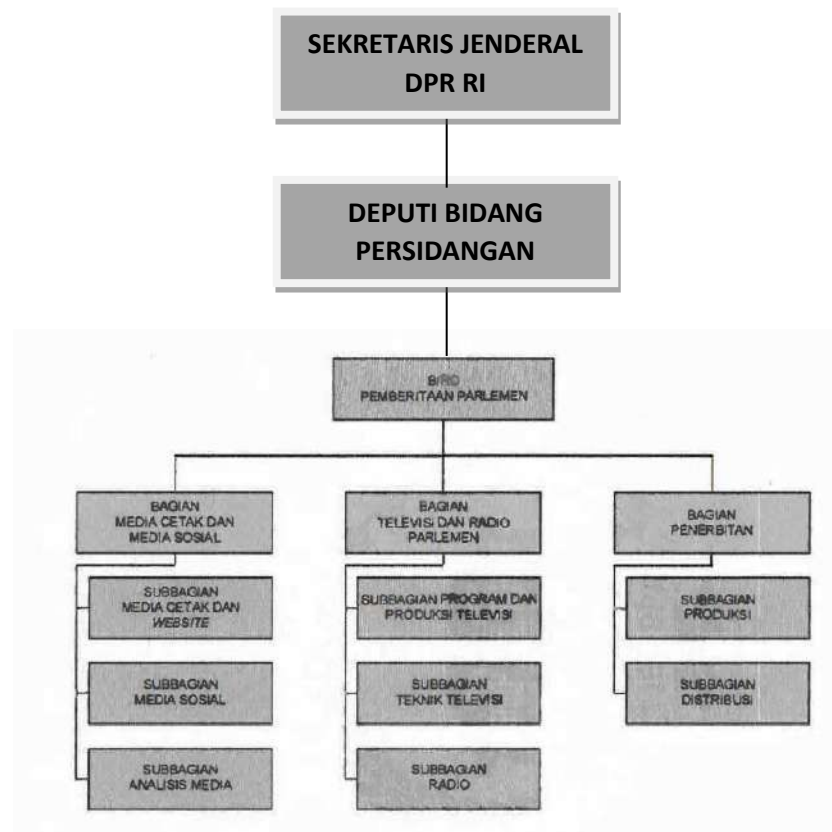 SEKRETARIS JENDERAL
DPR RI
DEPUTI BIDANG
PERSIDANGAN
BIRO
PEMBERITAAN PARLEMEN
BAGIAN
MEDIA CETAK DAN
MEDIA SOSIAL
BAGIAN
TELEVISI DAN RADIO
PARLEMEN
BAGIAN
PENERBITAN
SUBBAGIAN
MEDIA CETAK DAN
WEBSITE
SUBBAGIAN PROGRAM DAN
PRODUKSI TELEVISI
SUBBAGIAN
PRODUKSI
SUBBAGIAN
MEDIA SOSIAL
SUBBAGIAN
TEKNIK TELEVISI
SUBBAGIAN
DISTRIBUSI
SUBBAGIAN
ANALISIS MEDIA
SUBBAGIAN
RADIO